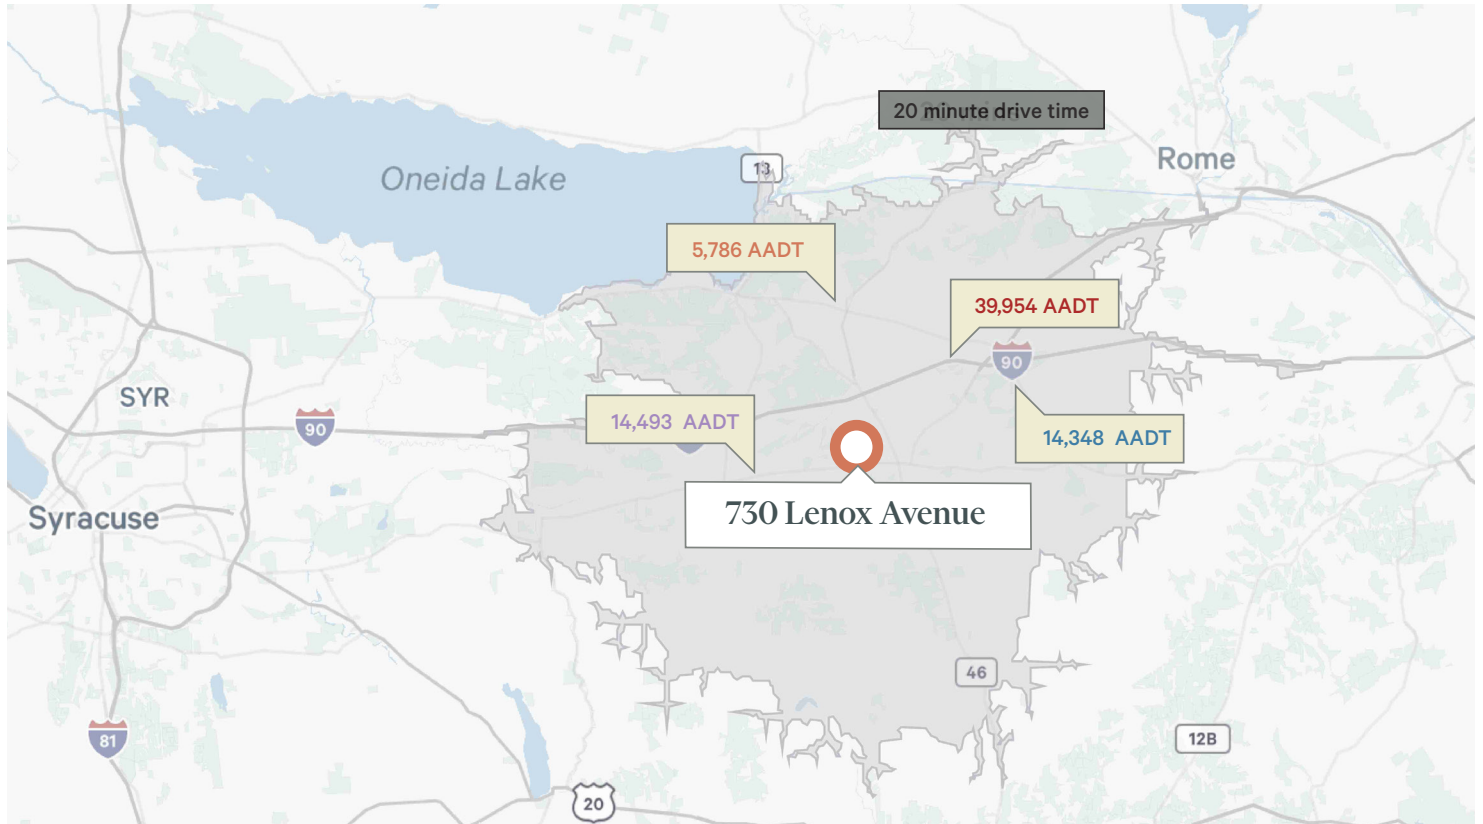 20 minute drive time
Rome
13
Oneida Lake
5,786 AADT
39,954 AADT
90
SYR
90
14,493 AADT
14,348 AADT
730 Lenox Avenue
Syracuse
46
81
12B
20